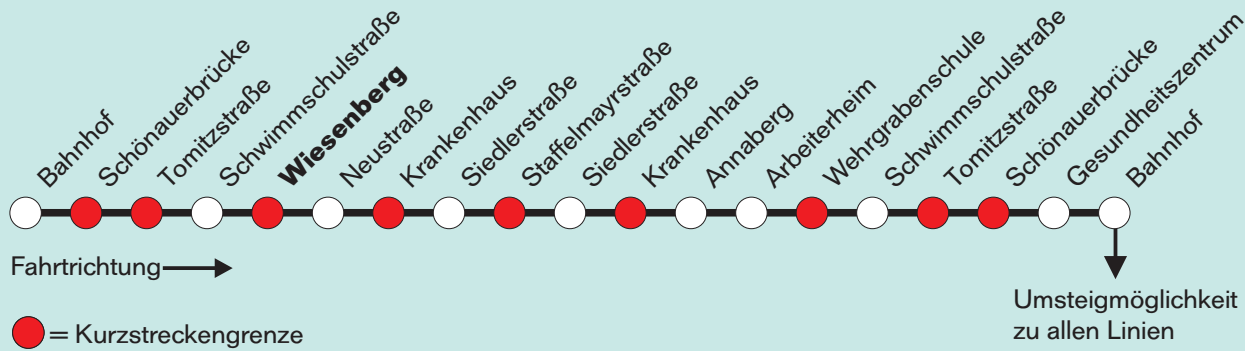 Bahnhof
Schönauerbrücke
Tomitzstraße
Schwimmschulstraße
Wiesenberg
Neustraße
Krankenhaus
Siedlerstraße
Staffelmayrstraße
Siedlerstraße
Krankenhaus
Annaberg
Arbeiterheim
Wehrgrabenschule
Schwimmschulstraße
Tomitzstraße
Schönauerbrücke
Gesundheitszentrum
Bahnhof
Fahrtrichtung
= Kurzstreckengrenze
Umsteigmöglichkeit
zu allen Linien